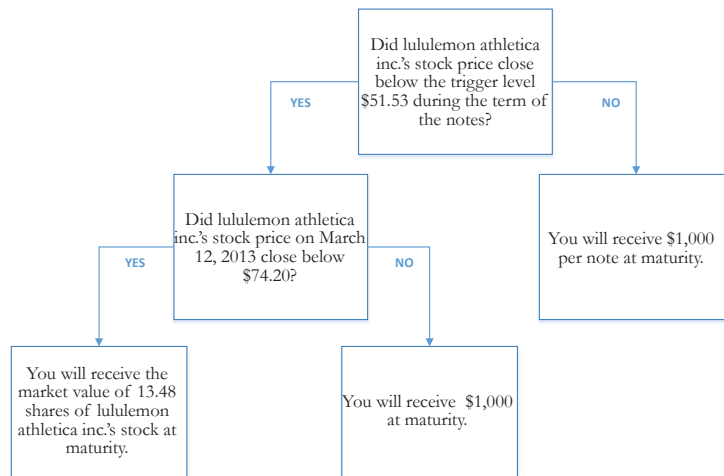 Did lululemon athletica
inc.'s stock price close
below the trigger level
$51.53 during the term of
the notes?
YES
NO
Did lululemon athletica
inc.'s stock price on March
12, 2013 close below
$74.20?
You will receive $1,000
per note at maturity.
YES
NO
You will receive the
market value of 13.48
shares of lululemon
athletica inc.'s stock at
maturity.
You will receive $1,000
at maturity.